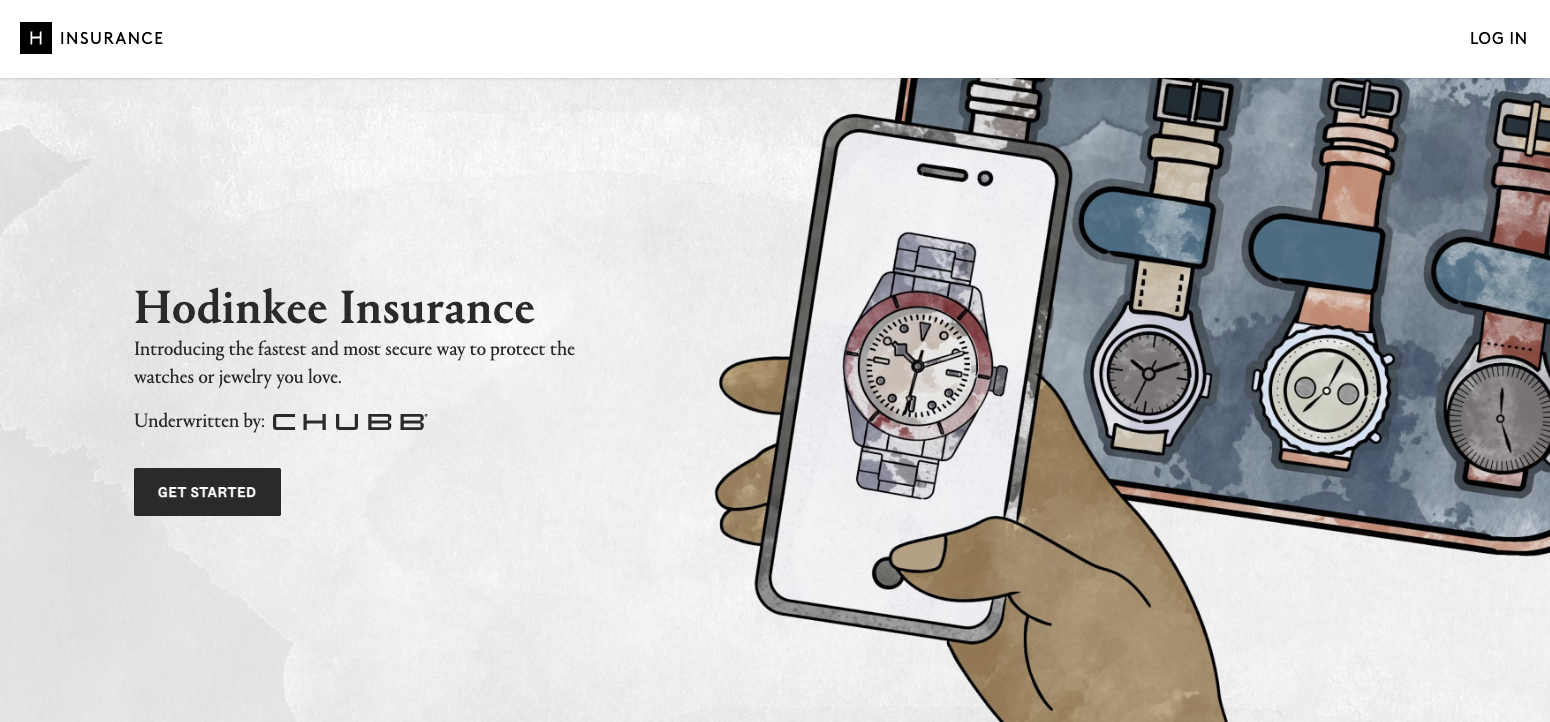 H INSURANCE
LOG IN
Hodinkee Insurance
Introducing the fastest and most secure way to protect the
watches or jewelry you love.
Underwritten by: CHUBB
GET STARTED